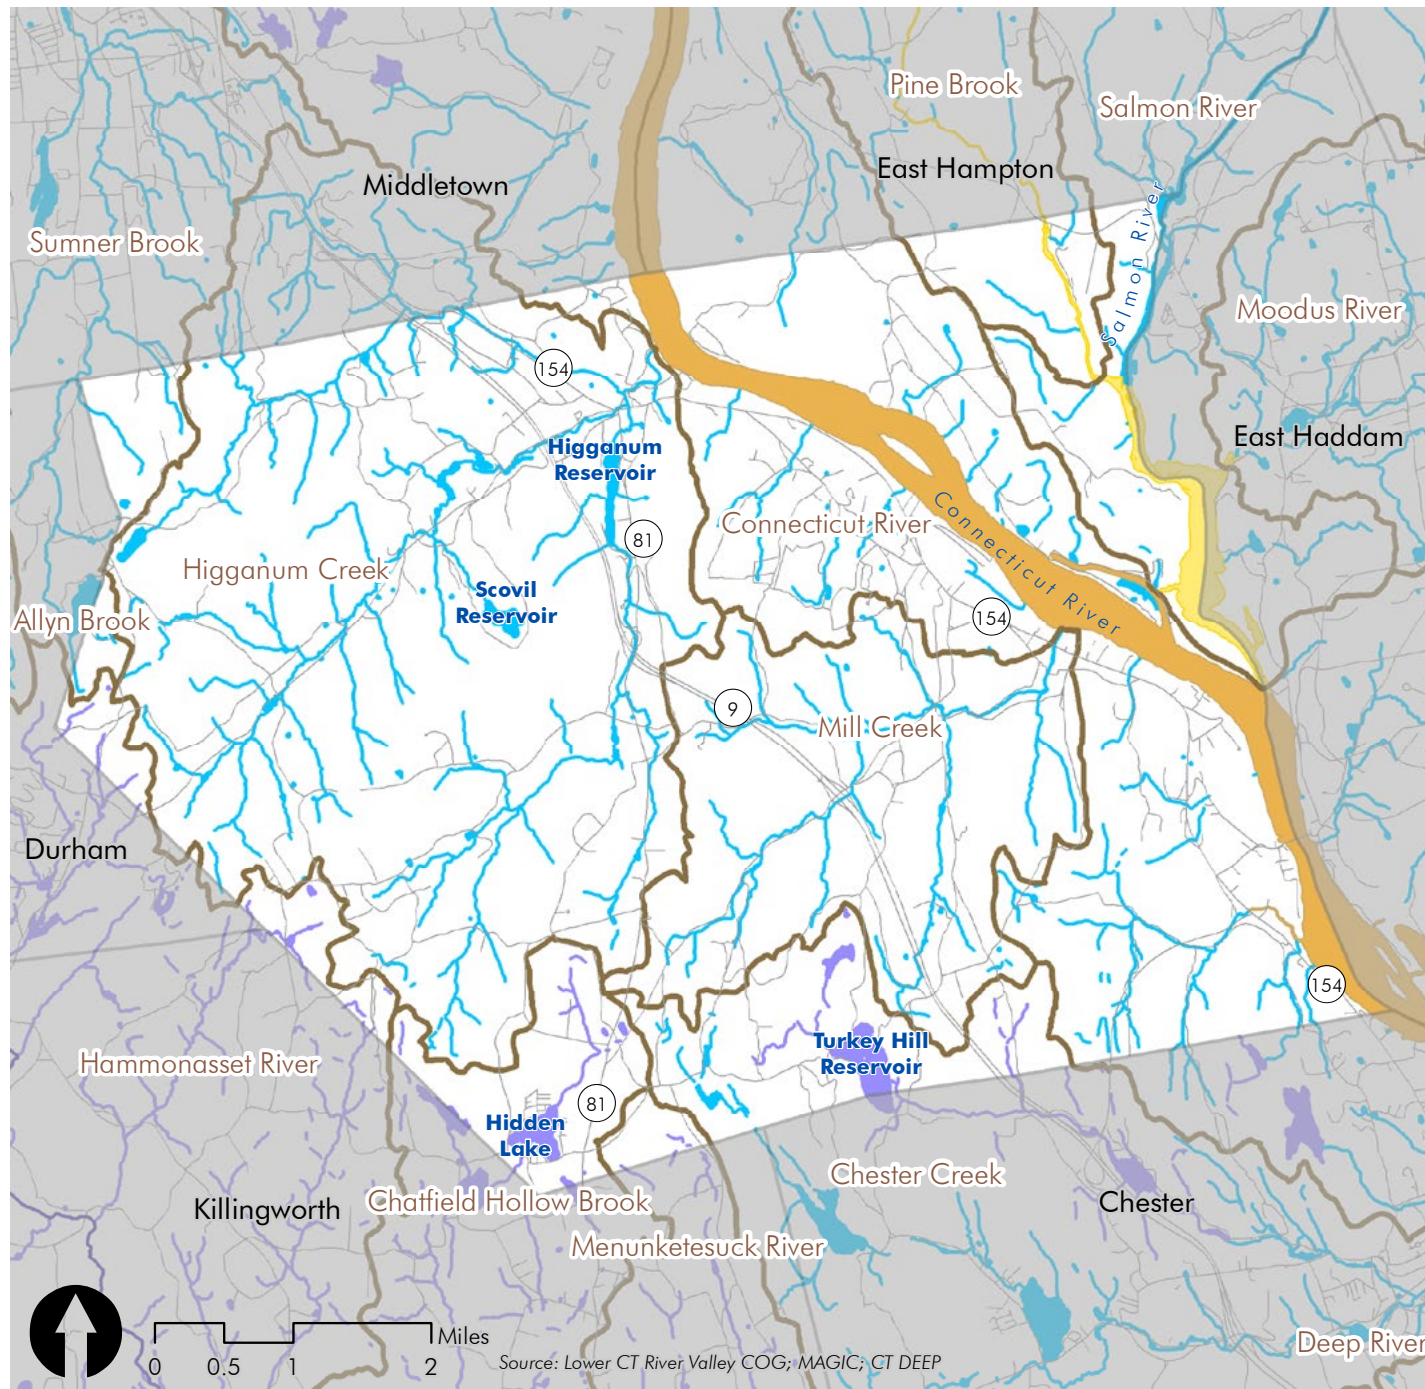 Pine Brook
Salmon River
East Hampton
Middletown
Sumner Brook
Salmon River
Moodus River
154
East Haddam
Higganum
Reservoir
Connecticut River
Connecticut River
81
Higganum Creek
Scovil
Reservoir
Allyn Brook
154
9
Mill Creek
Durham
154
Turkey Hill
Reservoir
Hammonasset River
81
Hidden
Lake
Chester Creek
Killingworth
Chatfield Hollow Brook
Chester
Menunketesuck River
Miles
0 0.5 1 2
Source: Lower CT River Valley COG; MAGIC; CT DEEP
Deep River